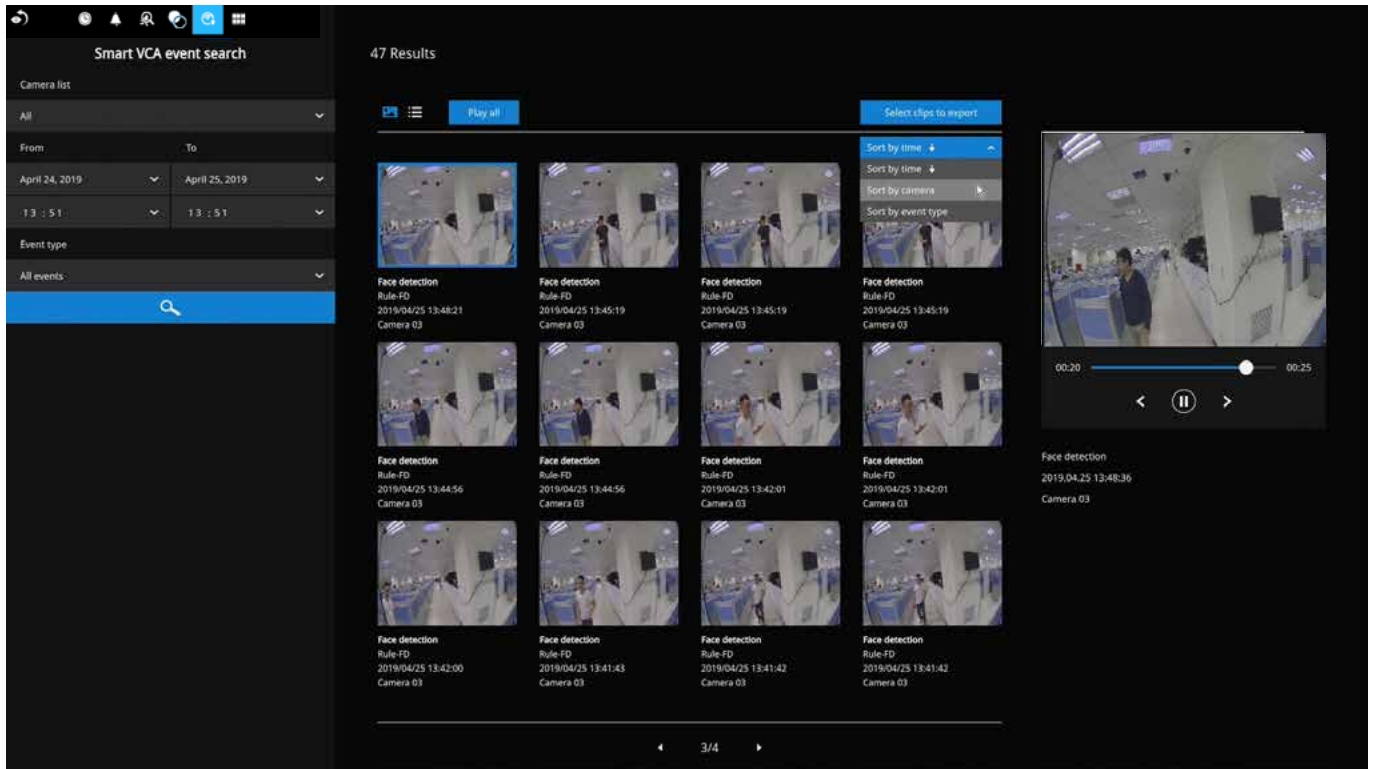 Smart VCA event search
Camera list
All
From To
April 24, 2019 April 25, 2019
13 : 51 13 : 51
Event type
All events
47 Results
Play all
Select clips to export
Sort by time
Sort by time
Sort by camera
Sort by event type
Face detection
Rule-FD
2019/04/25 13:48:21
Camera 03
Face detection
Rule-FD
2019/04/25 13:45:19
Camera 03
Face detection
Rule-FD
2019/04/25 13:45:19
Camera 03
Face detection
Rule-FD
2019/04/25 13:45:19
Camera 03
Face detection
Rule-FD
2019/04/25 13:44:56
Camera 03
Face detection
Rule-FD
2019/04/25 13:44:56
Camera 03
Face detection
Rule-FD
2019/04/25 13:42:01
Camera 03
Face detection
Rule-FD
2019/04/25 13:42:01
Camera 03
Face detection
Rule-FD
2019/04/25 13:42:00
Camera 03
Face detection
Rule-FD
2019/04/25 13:41:43
Camera 03
Face detection
Rule-FD
2019/04/25 13:41:42
Camera 03
Face detection
Rule-FD
2019/04/25 13:41:42
Camera 03
3/4
00:20 00:25
Face detection
2019.04.25 13:48:36
Camera 03